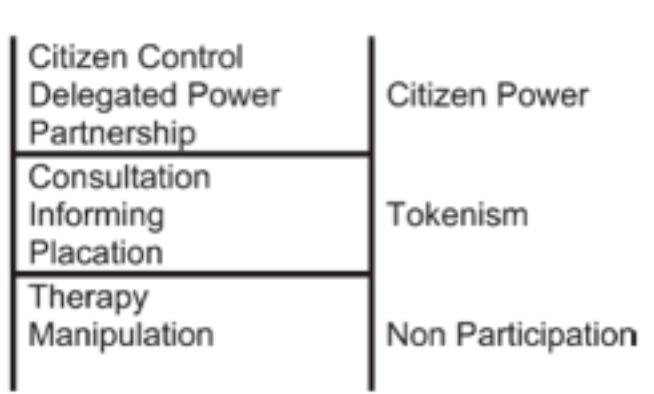 Citizen Control
Delegated Power
Partnership
Citizen Power
Consultation
Informing
Placation
Tokenism
Therapy
Manipulation
Non Participation